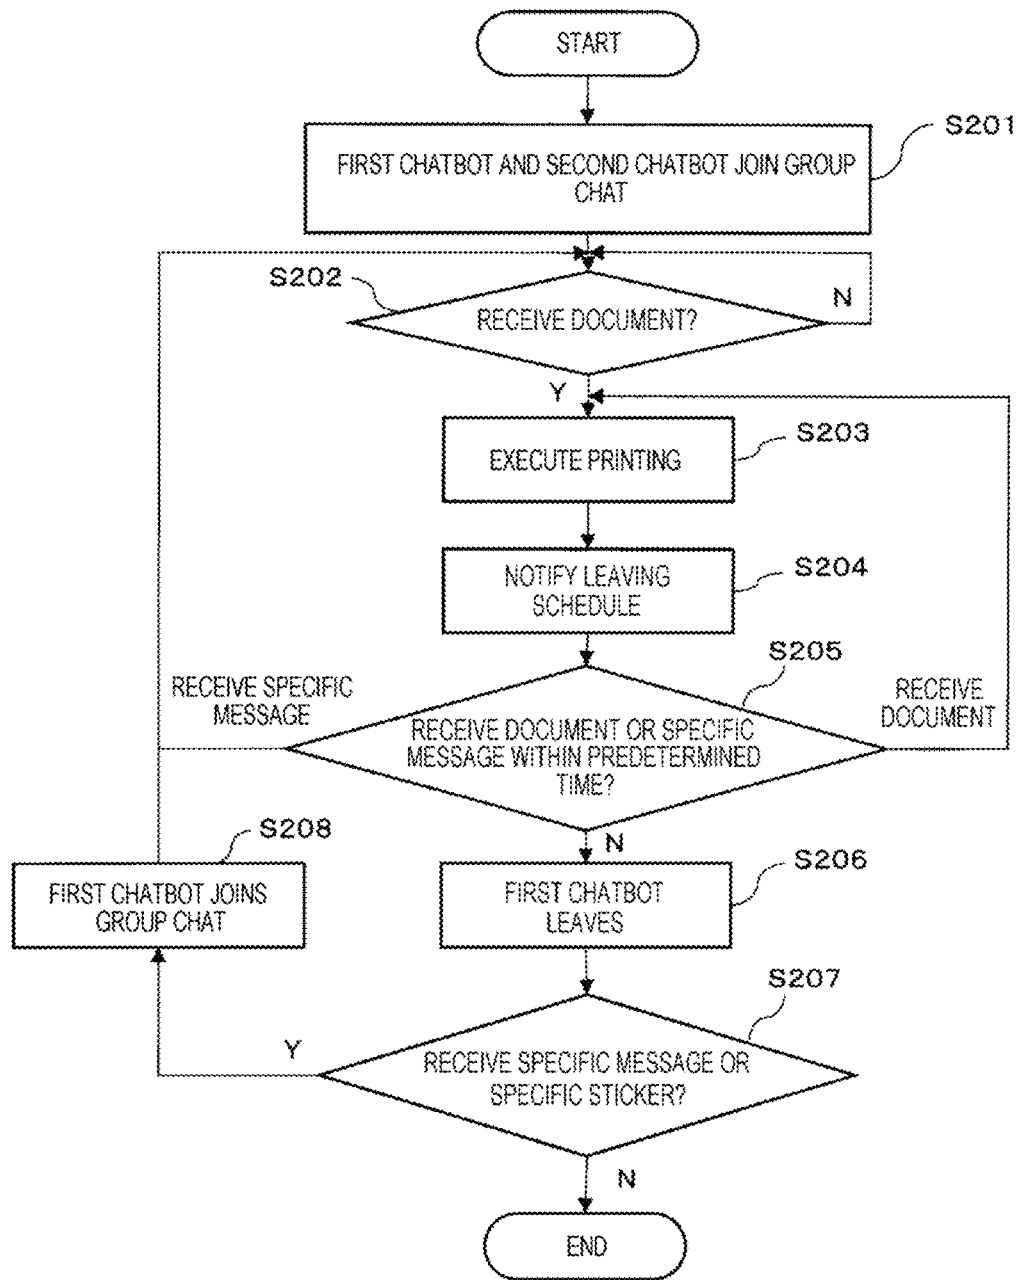 START
S201
FIRST CHATBOT AND SECOND CHATBOT JOIN GROUP
CHAT
S202
RECEIVE DOCUMENT?
N
Y
S203
EXECUTE PRINTING
S204
NOTIFY LEAVING
SCHEDULE
S205
RECEIVE SPECIFIC
MESSAGE
RECEIVE
DOCUMENT
RECEIVE DOCUMENT OR SPECIFIC
MESSAGE WITHIN PREDETERMINED
TIME?
N
S208
FIRST CHATBOT JOINS
GROUP CHAT
S206
FIRST CHATBOT
LEAVES
S207
Y
RECEIVE SPECIFIC MESSAGE OR
SPECIFIC STICKER?
N
END